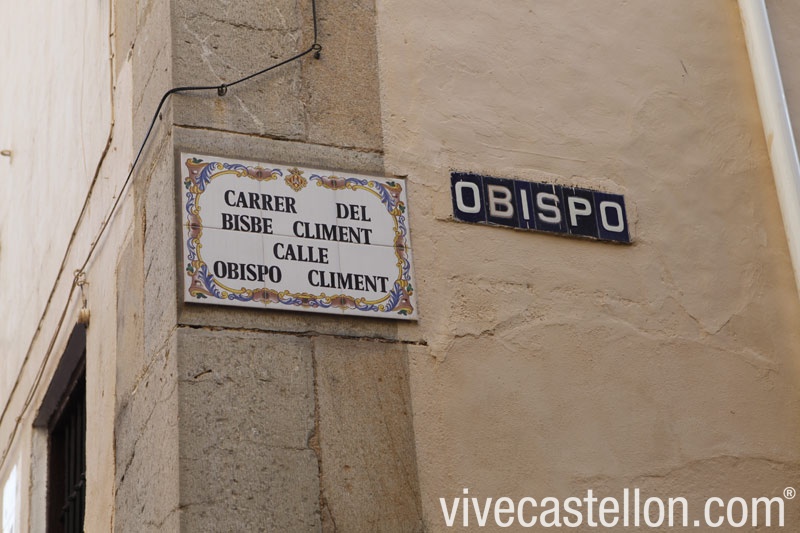 CARRER DEL
BISBE CLIMENT
CALLE
OBISPO CLIMENT
OBISPO
vivecastellon.com®